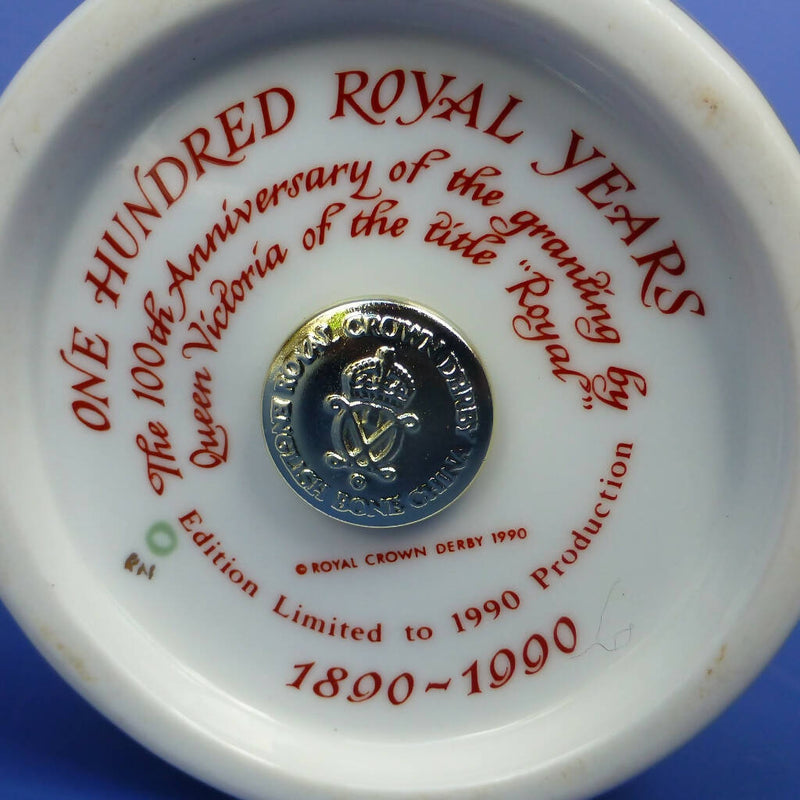 ONE HUNDRED ROYAL YEARS
The 100th Anniversary of the granting by
Queen Victoria of the title "Royal"
ROYAL CROWN DERBY
ENGLISH BONE CHINA
© ROYAL CROWN DERBY 1990
Edition Limited to 1990 Production
1890~1990
RN